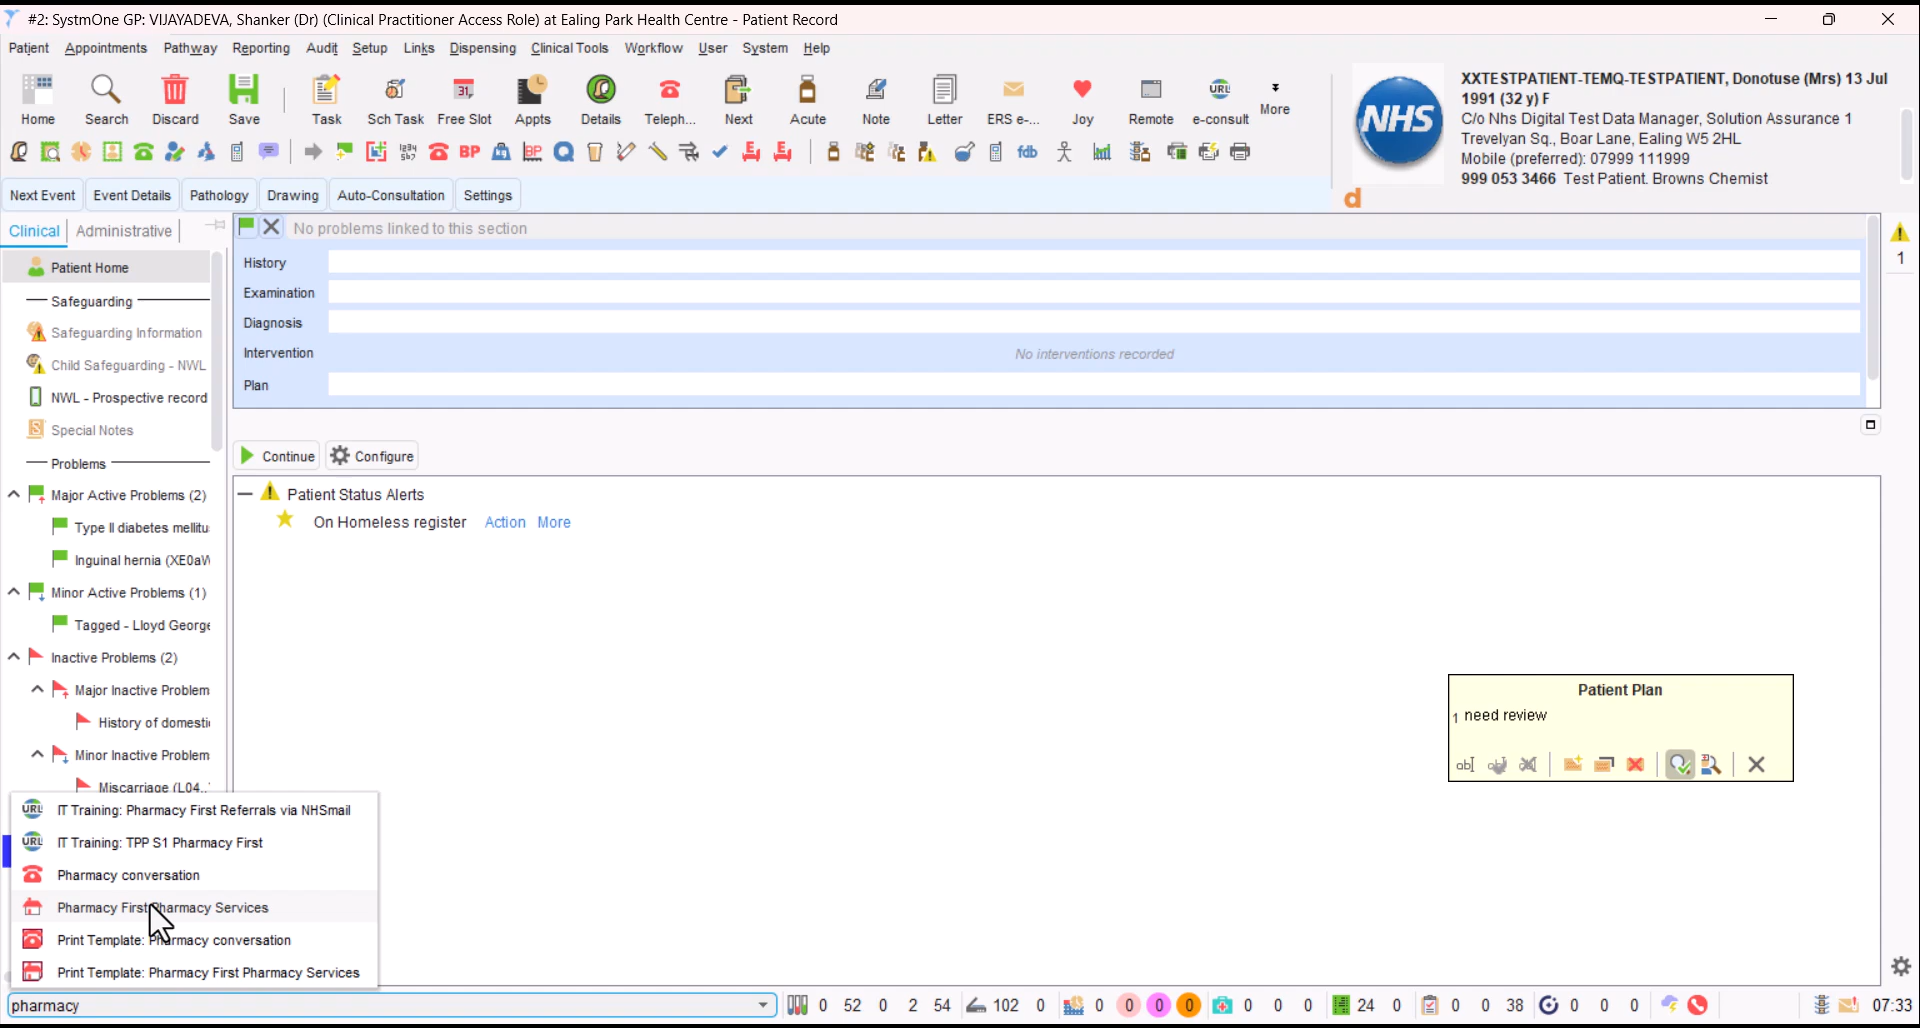 #2: SystmOne GP: VIJAYADEVA, Shanker (Dr) (Clinical Practitioner Access Role) at Ealing Park Health Centre - Patient Record
Patient Appointments Pathway Reporting Audit Setup Links Dispensing Clinical Tools Workflow User System Help
Home Search Discard Save Task Sch Task Free Slot Appts Details Teleph... Next Acute Note Letter ERS e-... Joy Remote e-consult More
XXTESTPATIENT-TEMQ-TESTPATIENT, Donotuse (Mrs) 13 Jul
1991 (32 y) F
C/o Nhs Digital Test Data Manager, Solution Assurance 1
Trevelyan Sq., Boar Lane, Ealing W5 2HL
Mobile (preferred): 07999 111999
999 053 3466 Test Patient. Browns Chemist
NHS
BP BP fdb
d
Next Event Event Details Pathology Drawing Auto-Consultation Settings
Clinical Administrative
Patient Home
Safeguarding
Safeguarding Information
Child Safeguarding - NWL
NWL - Prospective record
Special Notes
Problems
Major Active Problems (2)
Type II diabetes mellitu
Inguinal hernia (XE0aW
Minor Active Problems (1)
Tagged - Lloyd George
Inactive Problems (2)
Major Inactive Problem
History of domesti
Minor Inactive Problem
Miscarriage (L04..
No problems linked to this section
History
Examination
Diagnosis
Intervention No interventions recorded
Plan
1
Continue Configure
Patient Status Alerts
On Homeless register Action More
Patient Plan
1 need review
URL IT Training: Pharmacy First Referrals via NHSmail
URL IT Training: TPP S1 Pharmacy First
Pharmacy conversation
Pharmacy First Pharmacy Services
Print Template: Pharmacy conversation
Print Template: Pharmacy First Pharmacy Services
pharmacy 0 52 0 2 54 102 0 0 0 0 0 0 0 0 24 0 0 0 38 0 0 0 07:33